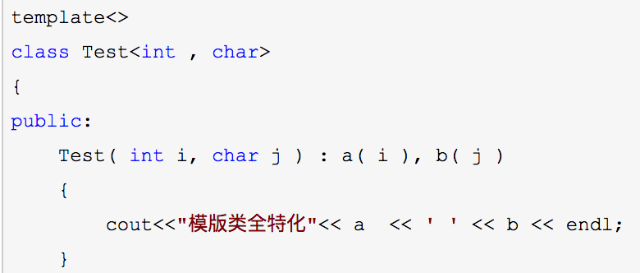 template<>
class Test<int , char>
{
public:
Test( int i, char j ) : a( i ), b( j )
{
cout<<"模版类全特化"<< a  << ' ' << b << endl;
}